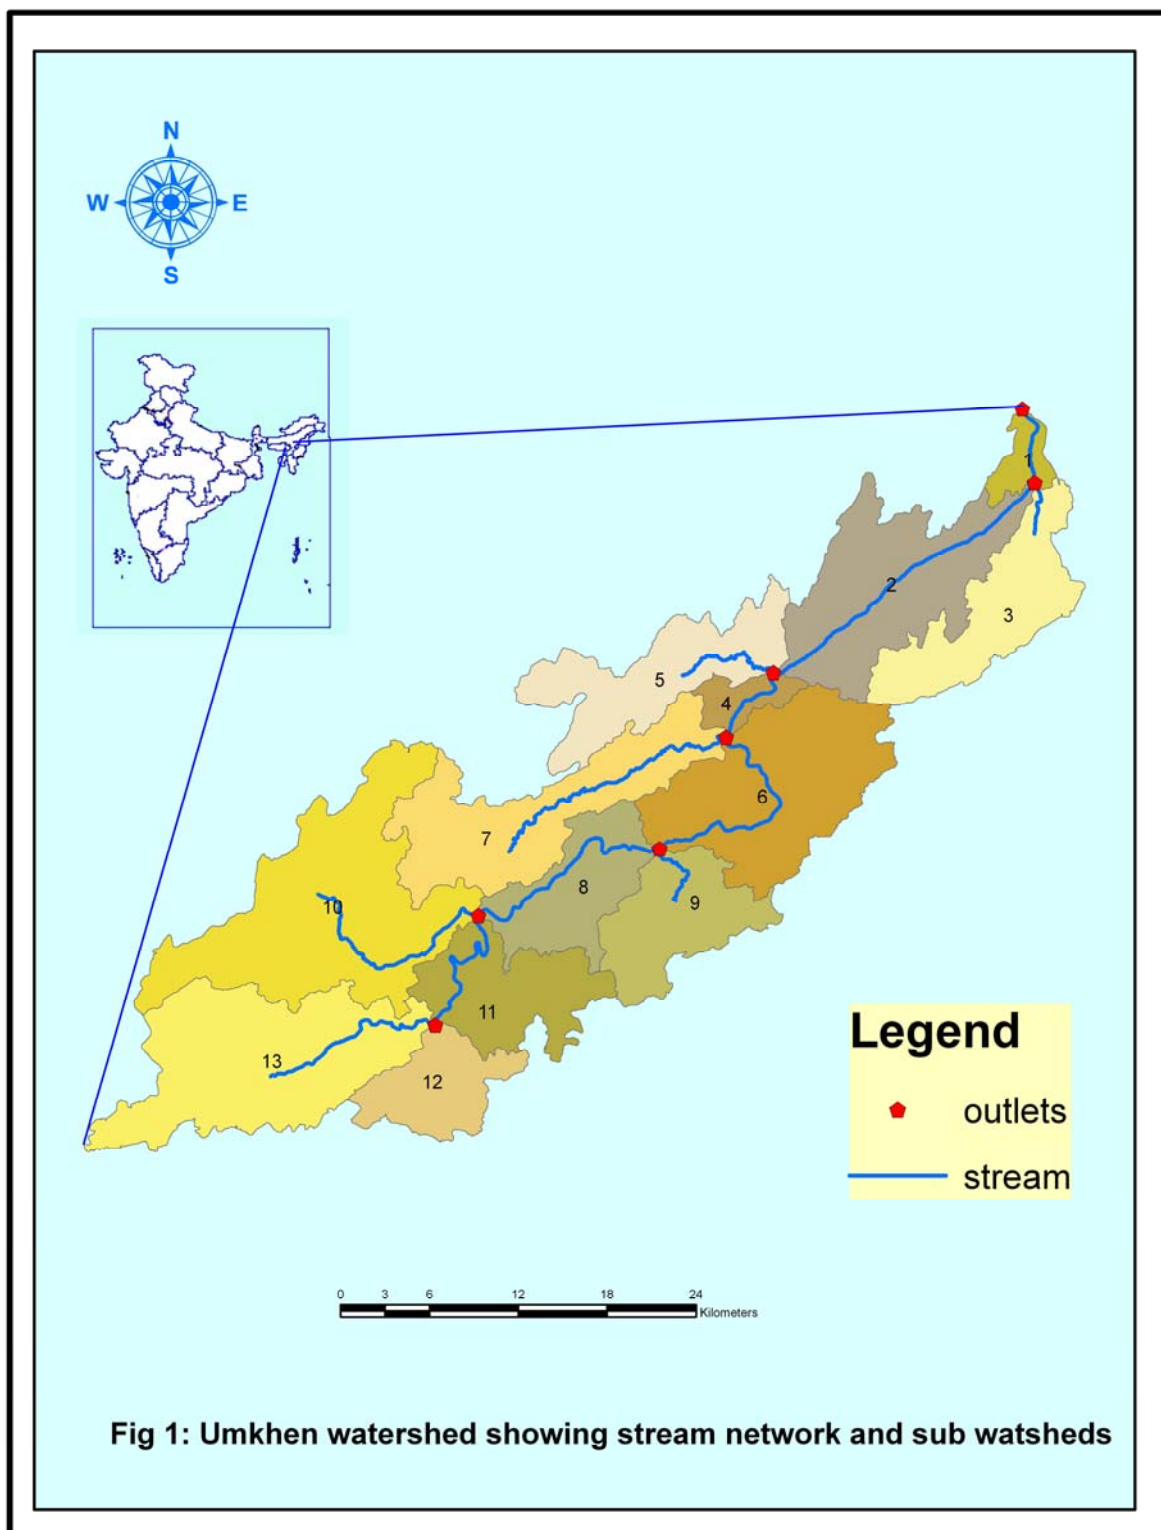 N
W E
S
1
2
3
5
4
6
7
8
9
10
11
13
12
Legend
outlets
stream
0 3 6 12 18 24
Kilometers
Fig 1: Umkhen watershed showing stream network and sub watsheds